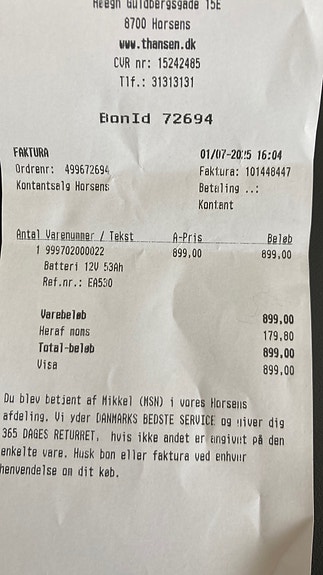 Guldbergsgade 15E
8700 Horsens
www.thansen.dk
CVR nr: 15242485
Tlf.: 31313131
BonId 72694
FAKTURA 01/07-2025 16:04
Ordrenr: 499672694 Faktura: 101448447
Kontantsalg Horsens Betaling ..:
Kontant
Antal Varenummer / Tekst A-Pris Beløb
1 999702000022 899,00 899,00
Batteri 12V 53Ah
Ref.nr.: EA530
Varebeløb 899,00
Heraf moms 179,80
Total-beløb 899,00
Visa 899,00
Du blev betjent af Mikkel (MSN) i vores Horsens
afdeling. Vi yder DANMARKS BEDSTE SERVICE og giver dig
365 DAGES RETURRET, hvis ikke andet er angivet på den
enkelte vare. Husk bon eller faktura ved enhver
henvendelse om dit køb.